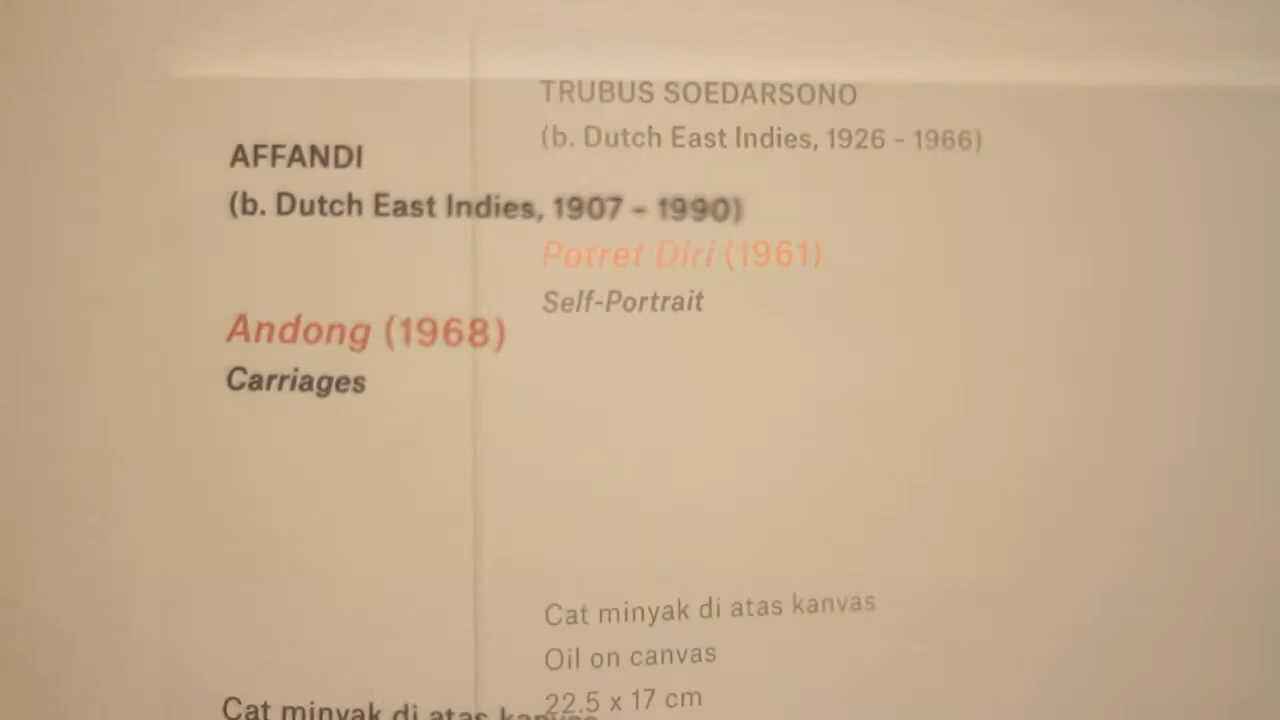 AFFANDI
(b. Dutch East Indies, 1907 – 1990)
Andong (1968)
Carriages
Cat minyak di atas kanvas
TRUBUS SOEDARSONO
(b. Dutch East Indies, 1926 – 1966)
Potret Diri (1961)
Self-Portrait
Cat minyak di atas kanvas
Oil on canvas
22.5 x 17 cm